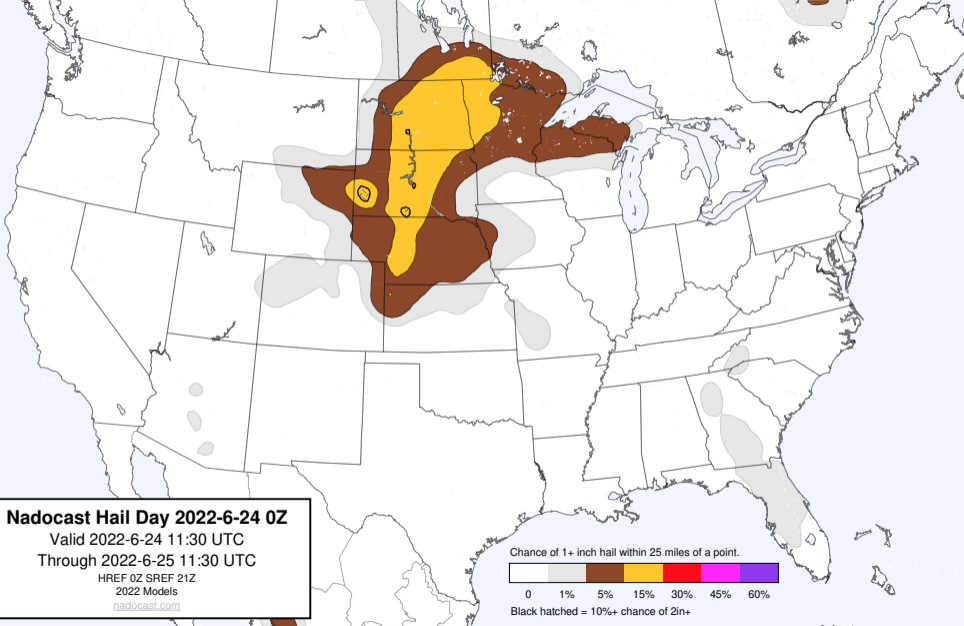 Nadocast Hail Day 2022-6-24 0Z
Valid 2022-6-24 11:30 UTC
Through 2022-6-25 11:30 UTC
HREF 0Z SREF 21Z
2022 Models
nadocast.com
Chance of 1+ inch hail within 25 miles of a point.
0 1% 5% 15% 30% 45% 60%
Black hatched = 10%+ chance of 2in+